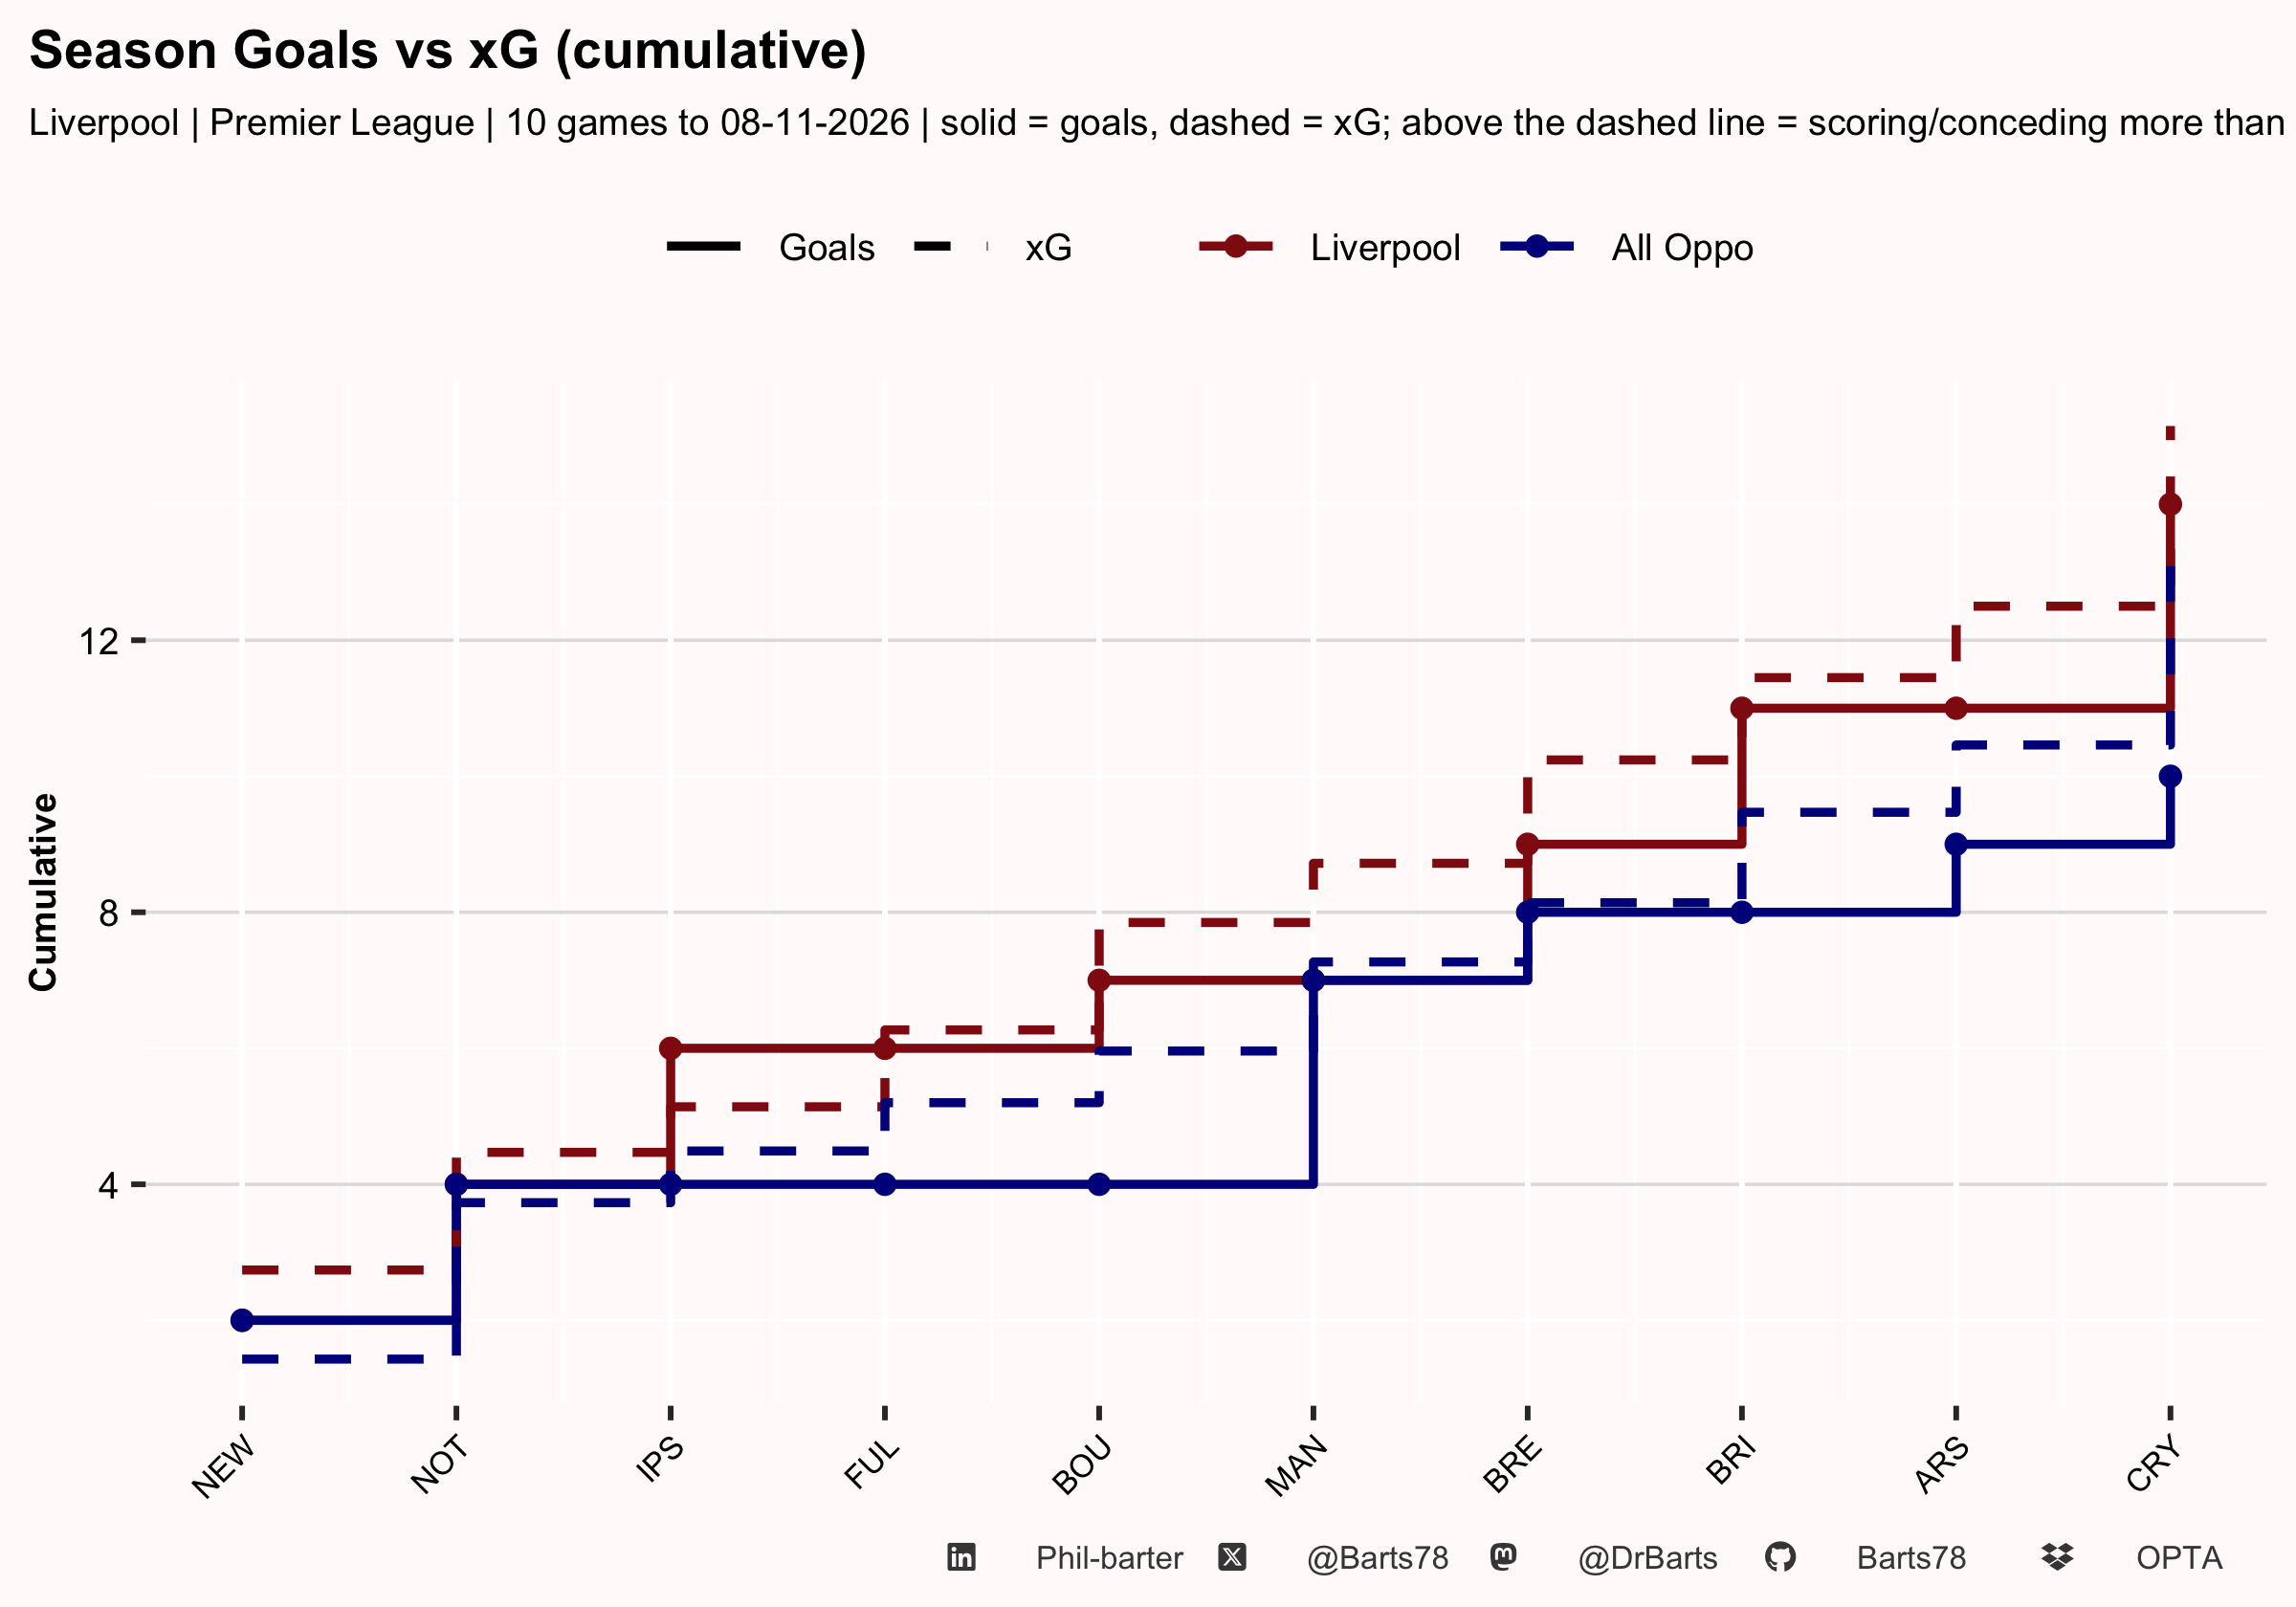 Season Goals vs xG (cumulative)
Liverpool | Premier League | 10 games to 08-11-2026 | solid = goals, dashed = xG; above the dashed line = scoring/conceding more than
Goals xG Liverpool All Oppo
Cumulative
12
8
4
NEW NOT IPS FUL BOU MAN BRE BRI ARS CRY
Phil-barter @Barts78 @DrBarts Barts78 OPTA